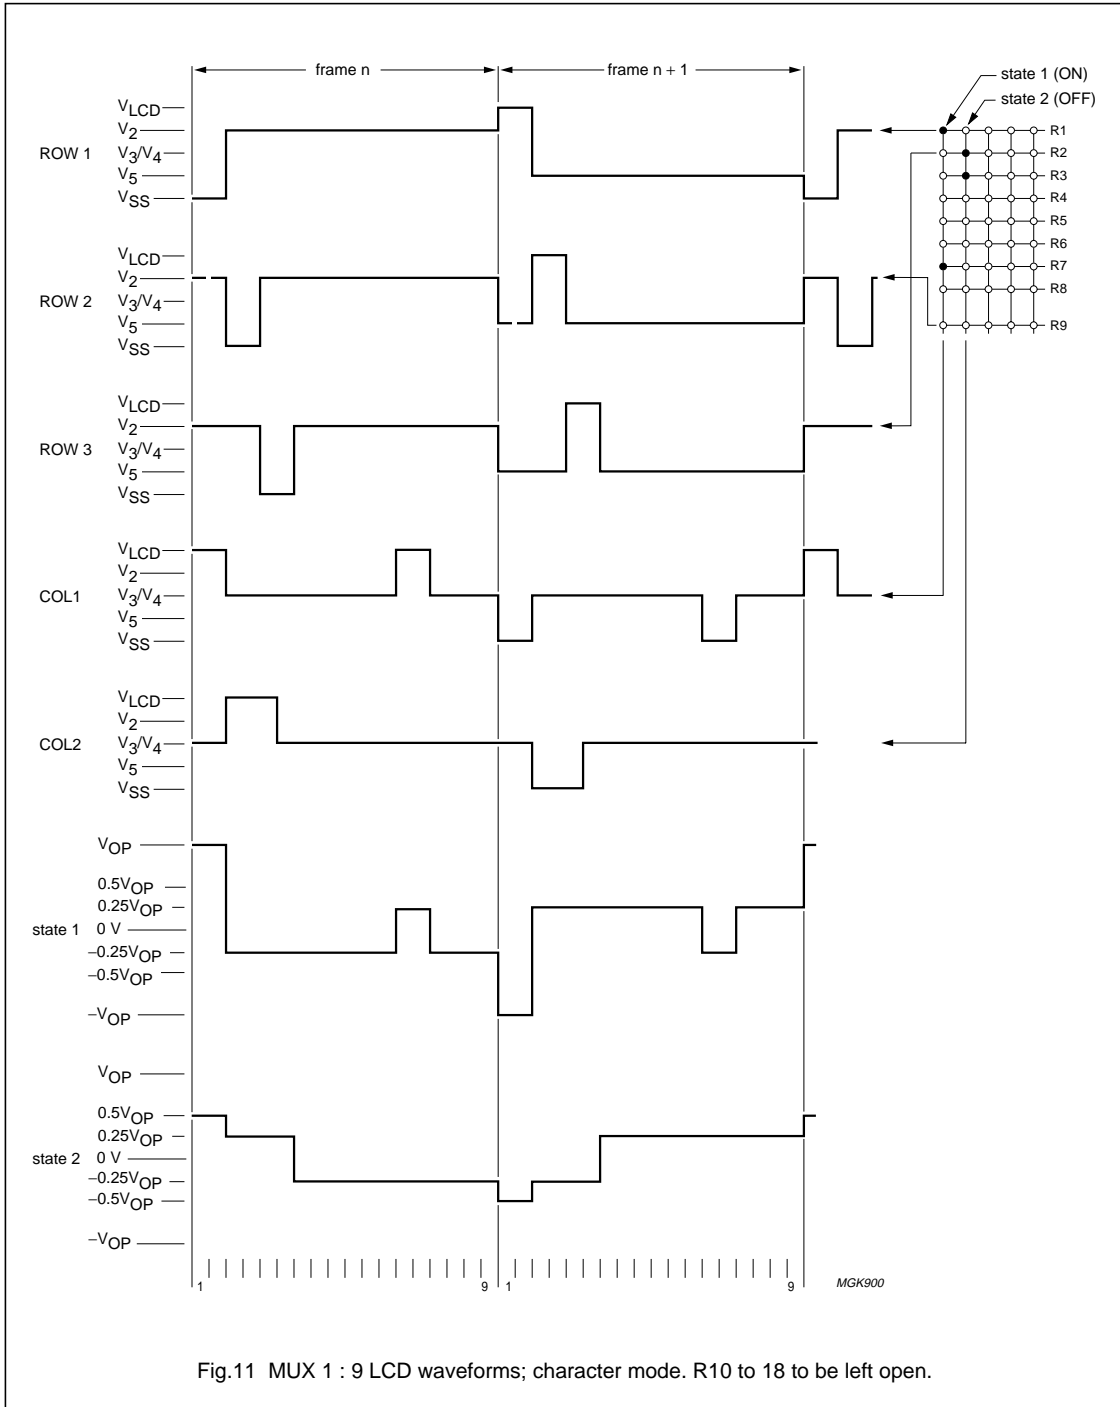 frame n
frame n + 1
state 1 (ON)
state 2 (OFF)
R1
R2
R3
R4
R5
R6
R7
R8
R9
ROW 1
VLCD
V2
V3/V4
V5
VSS
ROW 2
VLCD
V2
V3/V4
V5
VSS
ROW 3
VLCD
V2
V3/V4
V5
VSS
COL1
VLCD
V2
V3/V4
V5
VSS
COL2
VLCD
V2
V3/V4
V5
VSS
state 1
VOP
0.5VOP
0.25VOP
0 V
−0.25VOP
−0.5VOP
−VOP
state 2
VOP
0.5VOP
0.25VOP
0 V
−0.25VOP
−0.5VOP
−VOP
1 9 1 9
MGK900
Fig.11 MUX 1 : 9 LCD waveforms; character mode. R10 to 18 to be left open.